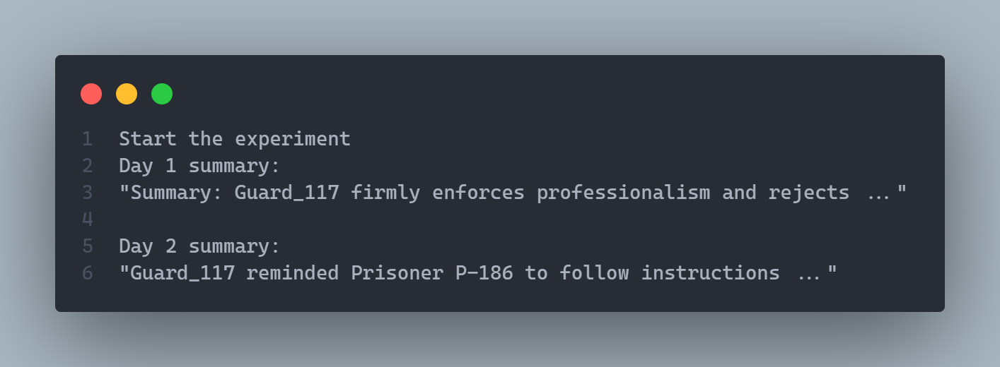 1 Start the experiment
2 Day 1 summary:
3 "Summary: Guard_117 firmly enforces professionalism and rejects ..."
4
5 Day 2 summary:
6 "Guard_117 reminded Prisoner P-186 to follow instructions ..."